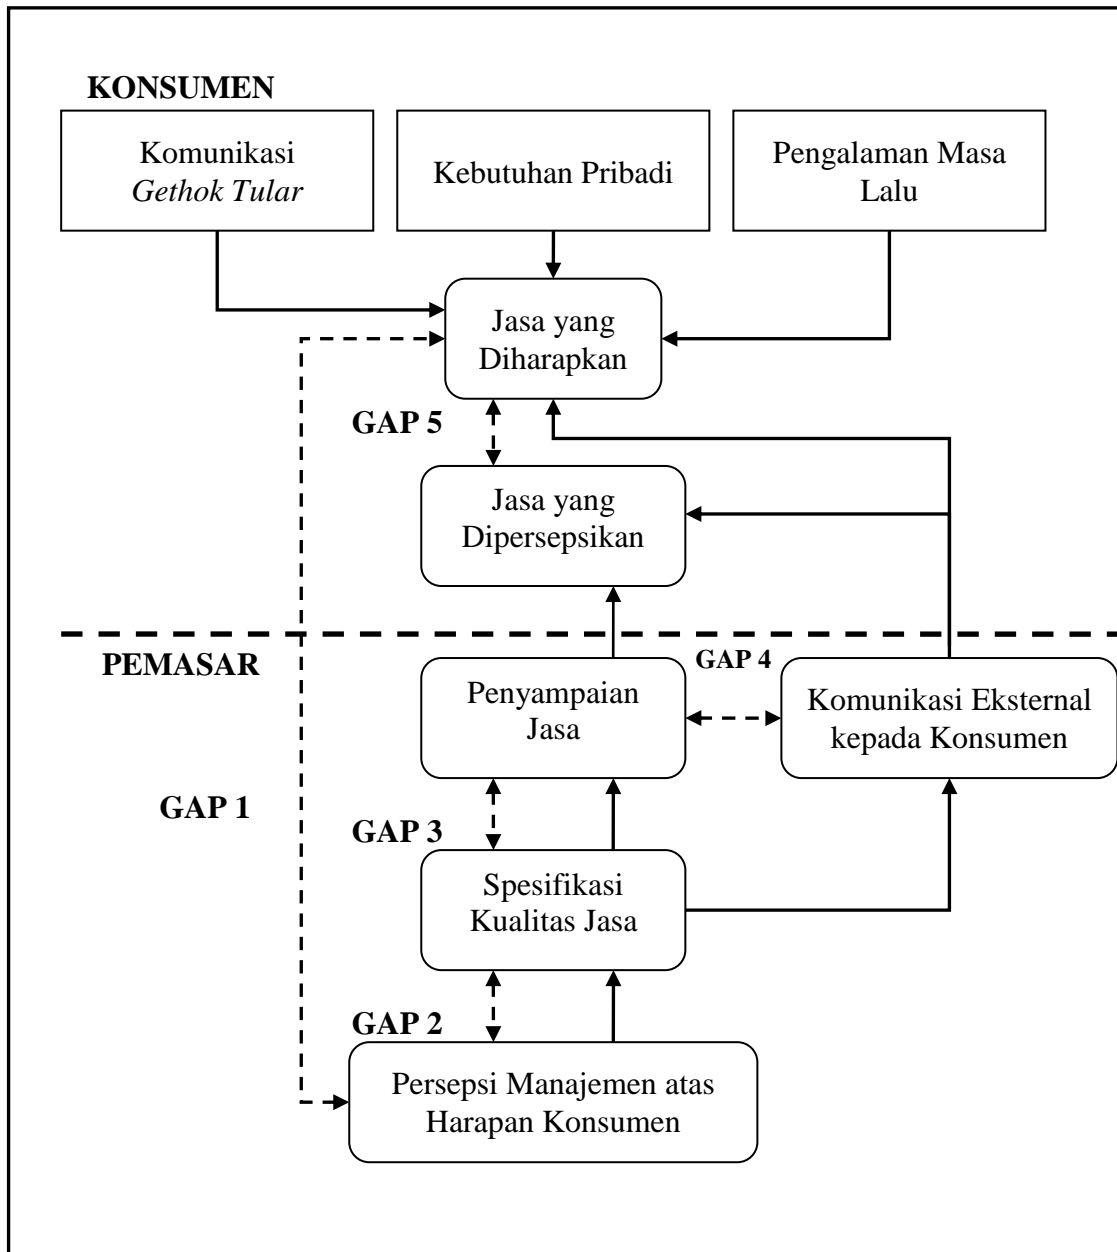 KONSUMEN
Komunikasi
Gethok Tular
Kebutuhan Pribadi
Pengalaman Masa
Lalu
Jasa yang
Diharapkan
GAP 5
Jasa yang
Dipersepsikan
PEMASAR
GAP 4
Penyampaian
Jasa
Komunikasi Eksternal
kepada Konsumen
GAP 1
GAP 3
Spesifikasi
Kualitas Jasa
GAP 2
Persepsi Manajemen atas
Harapan Konsumen